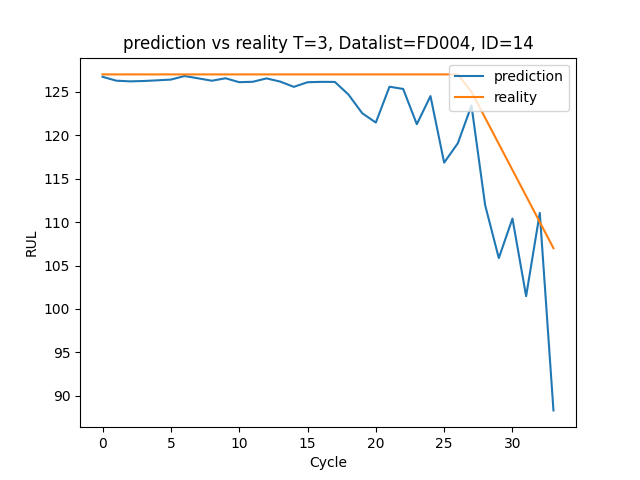 prediction vs reality T=3, Datalist=FD004, ID=14
prediction
reality
125
120
115
110
105
100
95
90
RUL
0 5 10 15 20 25 30
Cycle